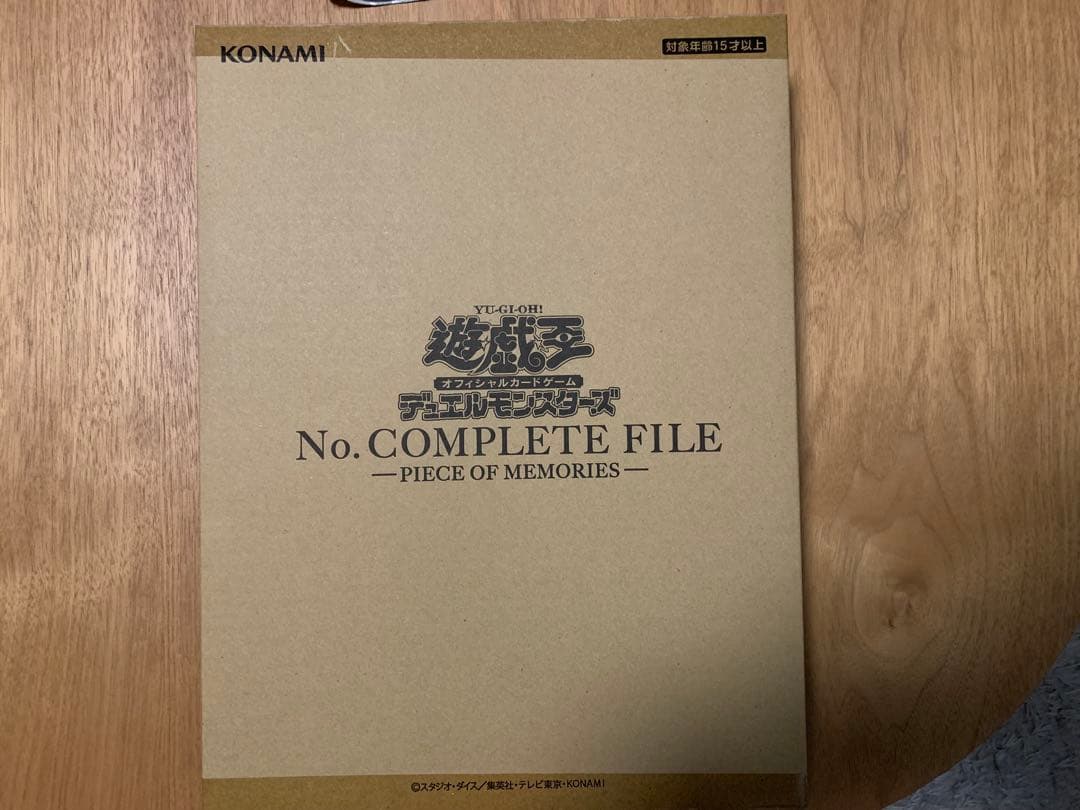 KONAMI
対象年齢15才以上
YU-GI-OH!
遊戯王
オフィシャルカードゲーム
デュエルモンスターズ
No. COMPLETE FILE
—PIECE OF MEMORIES—
©スタジオ・ダイス／集英社・テレビ東京・KONAMI